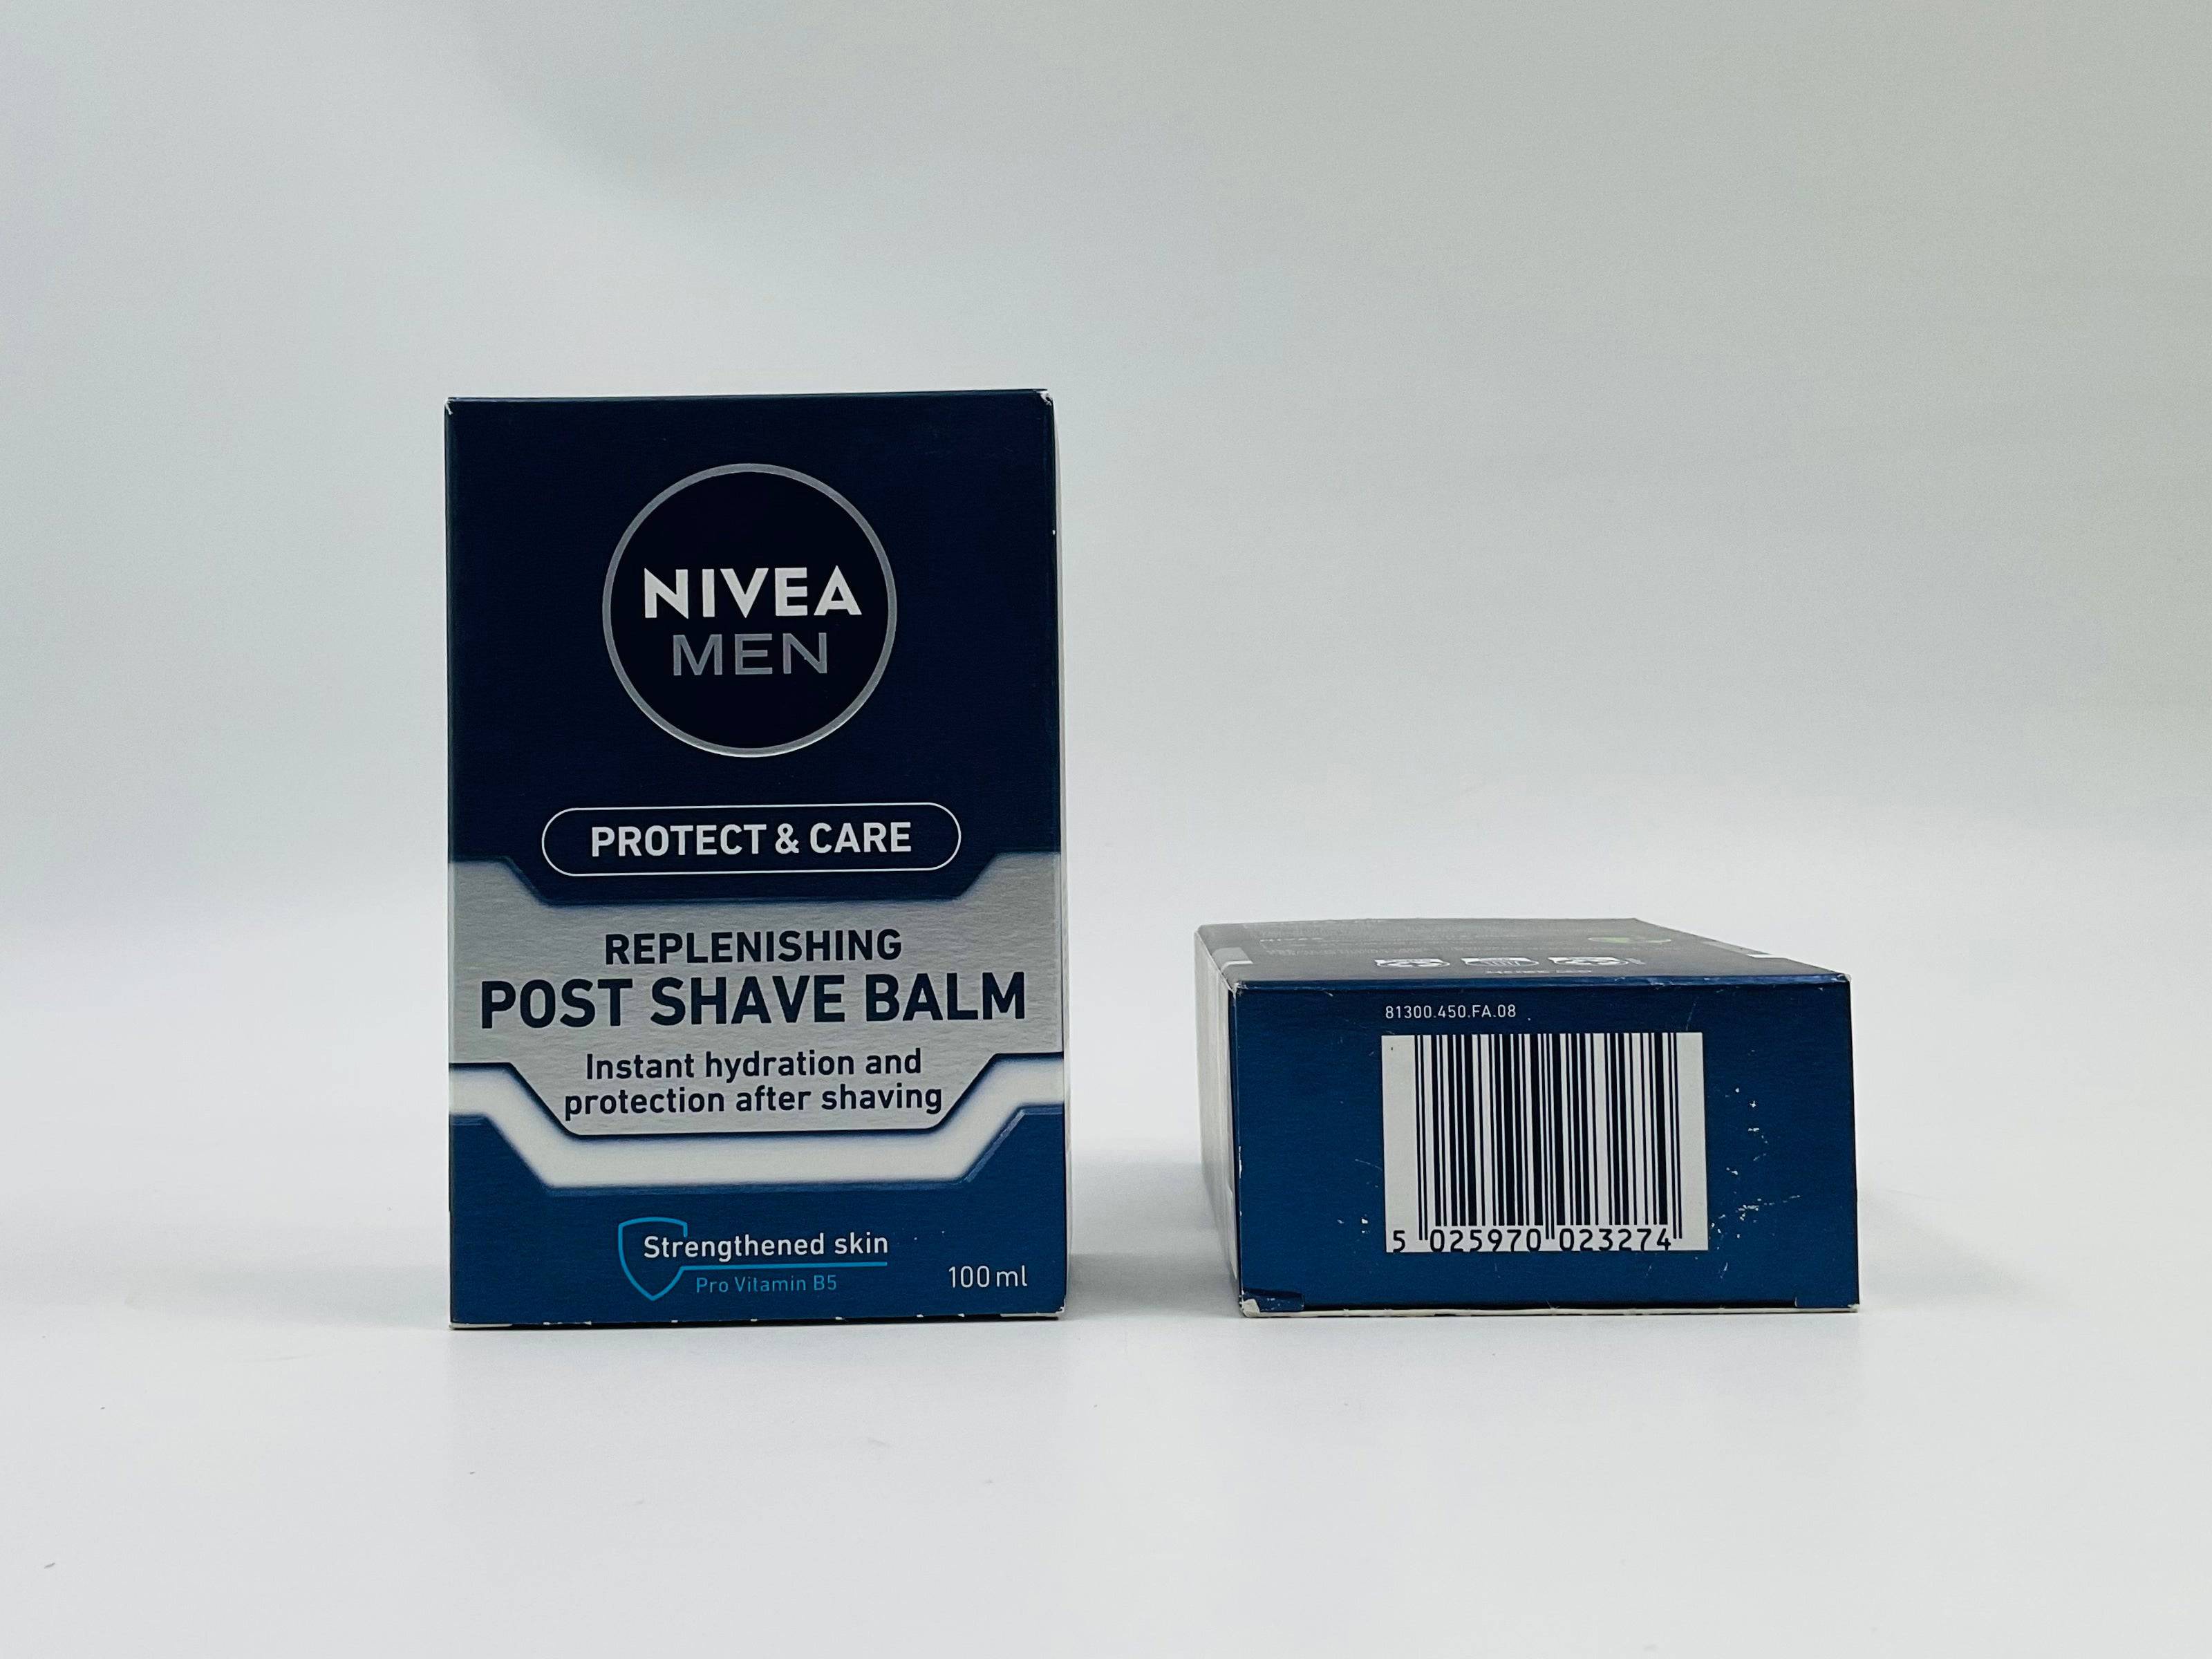 NIVEA
MEN
PROTECT & CARE
REPLENISHING
POST SHAVE BALM
Instant hydration and
protection after shaving
Strengthened skin
Pro Vitamin B5
100 ml
81300.450.FA.08
5 025970 023274